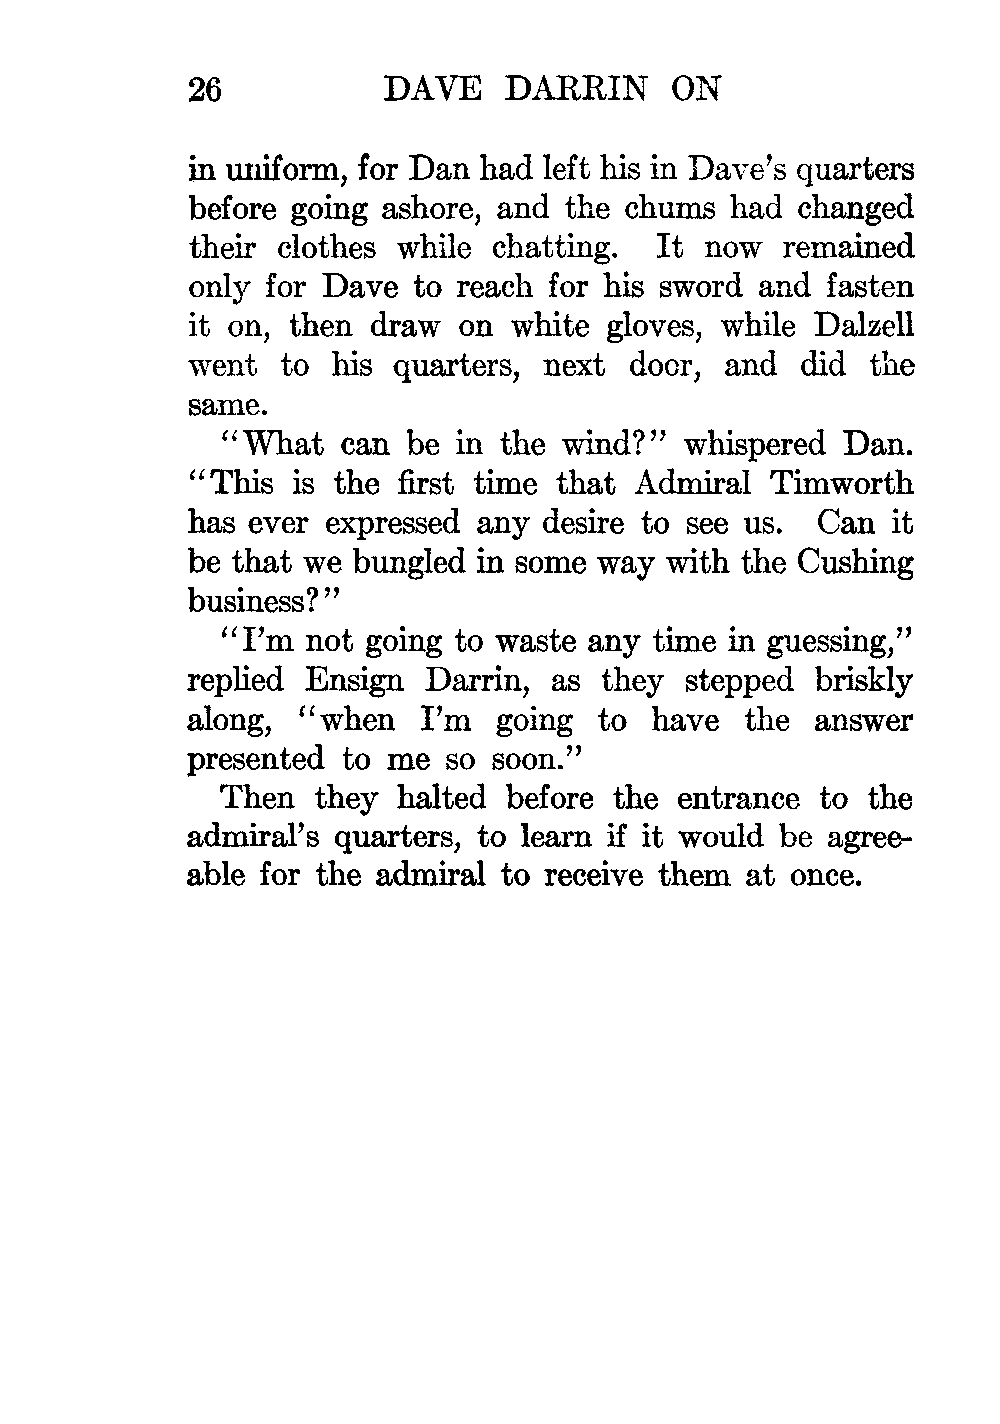 26 DAVE DARRIN ON
in uniform, for Dan had left his in Dave's quarters
before going ashore, and the chums had changed
their clothes while chatting. It now remained
only for Dave to reach for his sword and fasten
it on, then draw on white gloves, while Dalzell
went to his quarters, next door, and did the
same.
"What can be in the wind?" whispered Dan.
"This is the first time that Admiral Timworth
has ever expressed any desire to see us. Can it
be that we bungled in some way with the Cushing
business?"
"I'm not going to waste any time in guessing,"
replied Ensign Darrin, as they stepped briskly
along, "when I'm going to have the answer
presented to me so soon."
Then they halted before the entrance to the
admiral's quarters, to learn if it would be agree-
able for the admiral to receive them at once.